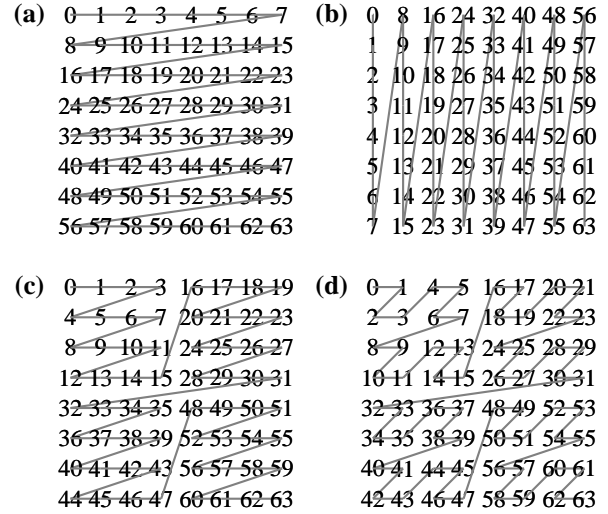 (a)
0 1 2 3 4 5 6 7
8 9 10 11 12 13 14 15
16 17 18 19 20 21 22 23
24 25 26 27 28 29 30 31
32 33 34 35 36 37 38 39
40 41 42 43 44 45 46 47
48 49 50 51 52 53 54 55
56 57 58 59 60 61 62 63
(b)
0 8 16 24 32 40 48 56
1 9 17 25 33 41 49 57
2 10 18 26 34 42 50 58
3 11 19 27 35 43 51 59
4 12 20 28 36 44 52 60
5 13 21 29 37 45 53 61
6 14 22 30 38 46 54 62
7 15 23 31 39 47 55 63
(c)
0 1 2 3 16 17 18 19
4 5 6 7 20 21 22 23
8 9 10 11 24 25 26 27
12 13 14 15 28 29 30 31
32 33 34 35 48 49 50 51
36 37 38 39 52 53 54 55
40 41 42 43 56 57 58 59
44 45 46 47 60 61 62 63
(d)
0 1 4 5 16 17 20 21
2 3 6 7 18 19 22 23
8 9 12 13 24 25 28 29
10 11 14 15 26 27 30 31
32 33 36 37 48 49 52 53
34 35 38 39 50 51 54 55
40 41 44 45 56 57 60 61
42 43 46 47 58 59 62 63